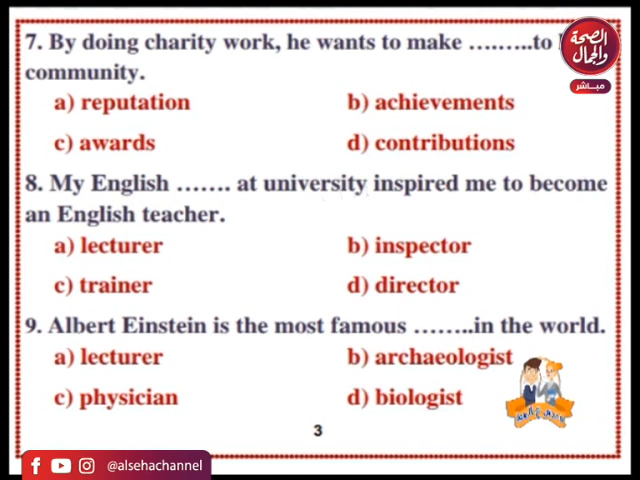 الصحة
والجمال
مباشر
7. By doing charity work, he wants to make ……..to
community.
a) reputation b) achievements
c) awards d) contributions
8. My English ……. at university inspired me to become
an English teacher.
a) lecturer b) inspector
c) trainer d) director
9. Albert Einstein is the most famous ……..in the world.
a) lecturer b) archaeologist
c) physician d) biologist
3
@alsehachannel